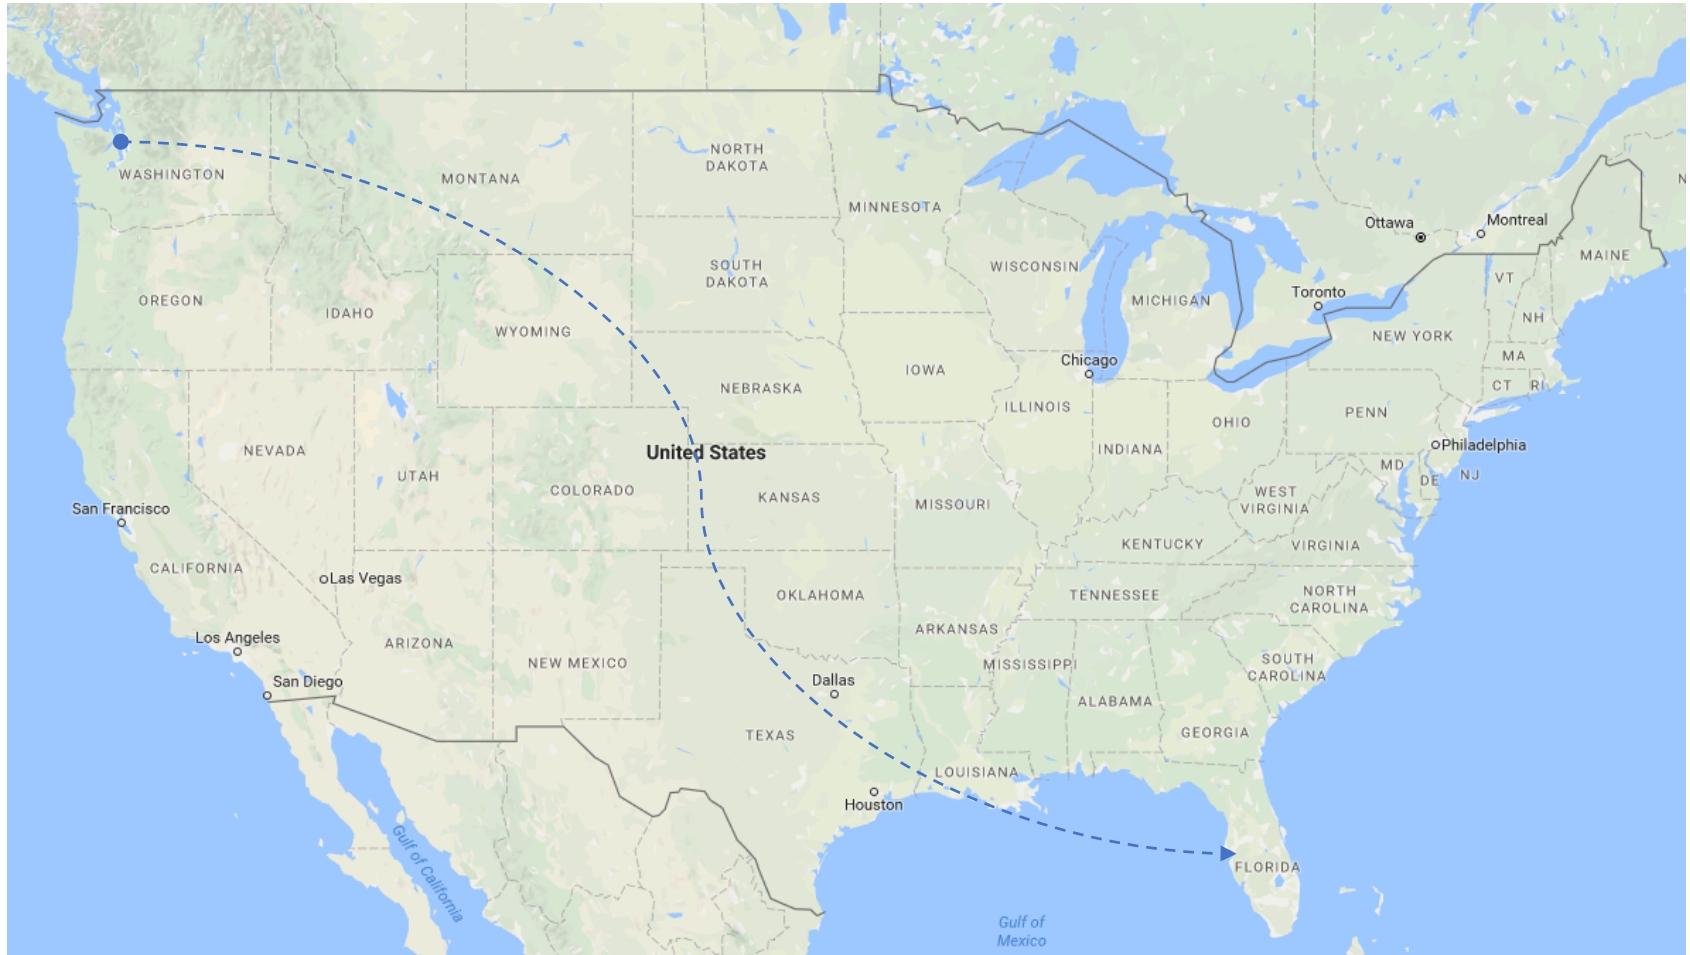 NORTH
DAKOTA
WASHINGTON
MONTANA
MINNESOTA
Ottawa
Montreal
N
MAINE
WISCONSIN
SOUTH
DAKOTA
VT
OREGON
IDAHO
MICHIGAN
Toronto
NH
WYOMING
NEW YORK
MA
Chicago
IOWA
NEBRASKA
CT
RI
ILLINOIS
PENN
OHIO
NEVADA
United States
INDIANA
Philadelphia
MD
NJ
DE
UTAH
COLORADO
KANSAS
MISSOURI
WEST
VIRGINIA
San Francisco
KENTUCKY
VIRGINIA
CALIFORNIA
Las Vegas
OKLAHOMA
TENNESSEE
NORTH
CAROLINA
Los Angeles
ARIZONA
ARKANSAS
NEW MEXICO
MISSISSIPPI
SOUTH
CAROLINA
San Diego
Dallas
ALABAMA
TEXAS
GEORGIA
LOUISIANA
Houston
Gulf of California
FLORIDA
Gulf of
Mexico